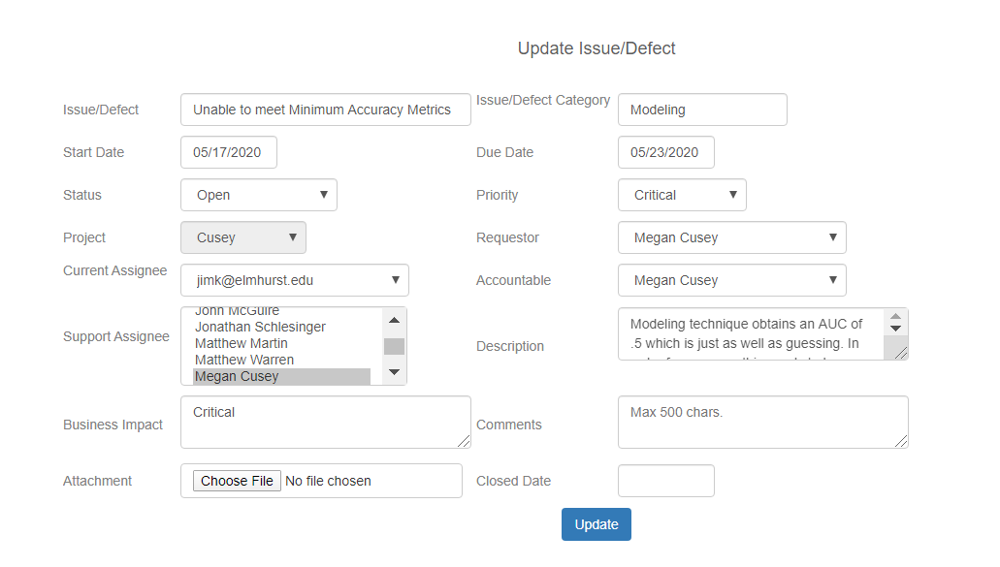 Update Issue/Defect
Issue/Defect Unable to meet Minimum Accuracy Metrics Issue/Defect Category Modeling
Start Date 05/17/2020 Due Date 05/23/2020
Status Open Priority Critical
Project Cusey Requestor Megan Cusey
Current Assignee jimk@elmhurst.edu Accountable Megan Cusey
Support Assignee
John McGuire
Jonathan Schlesinger
Matthew Martin
Matthew Warren
Megan Cusey
Description
Modeling technique obtains an AUC of
.5 which is just as well as guessing. In
Business Impact Critical Comments Max 500 chars.
Attachment Choose File No file chosen Closed Date
Update